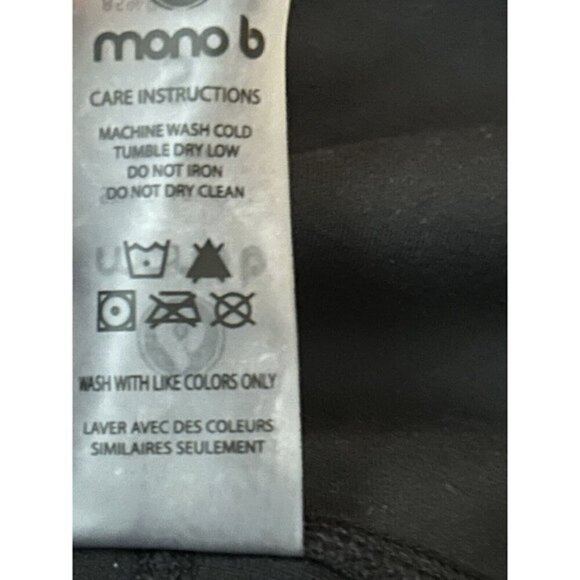 mono b
CARE INSTRUCTIONS
MACHINE WASH COLD
TUMBLE DRY LOW
DO NOT IRON
DO NOT DRY CLEAN
WASH WITH LIKE COLORS ONLY
LAVER AVEC DES COULEURS
SIMILAIRES SEULEMENT